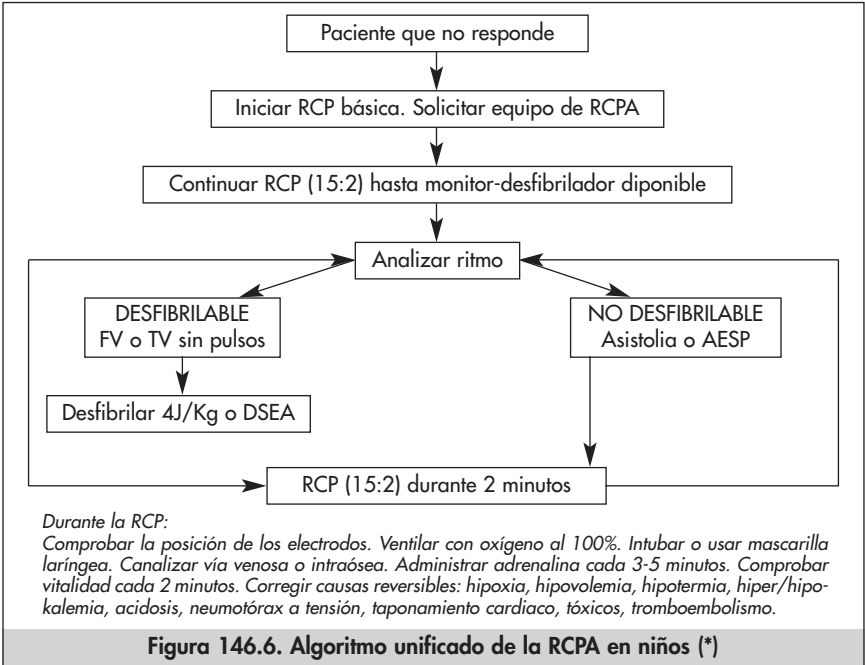 Paciente que no responde
Iniciar RCP básica. Solicitar equipo de RCPA
Continuar RCP (15:2) hasta monitor-desfibrilador diponible
Analizar ritmo
DESFIBRILABLE
FV o TV sin pulsos
NO DESFIBRILABLE
Asistolia o AESP
Desfibrilar 4J/Kg o DSEA
RCP (15:2) durante 2 minutos
Durante la RCP:
Comprobar la posición de los electrodos. Ventilar con oxígeno al 100%. Intubar o usar mascarilla
laríngea. Canalizar vía venosa o intraósea. Administrar adrenalina cada 3-5 minutos. Comprobar
vitalidad cada 2 minutos. Corregir causas reversibles: hipoxia, hipovolemia, hipotermia, hiper/hipo-
kalemia, acidosis, neumotórax a tensión, taponamiento cardiaco, tóxicos, tromboembolismo.
Figura 146.6. Algoritmo unificado de la RCPA en niños (*)